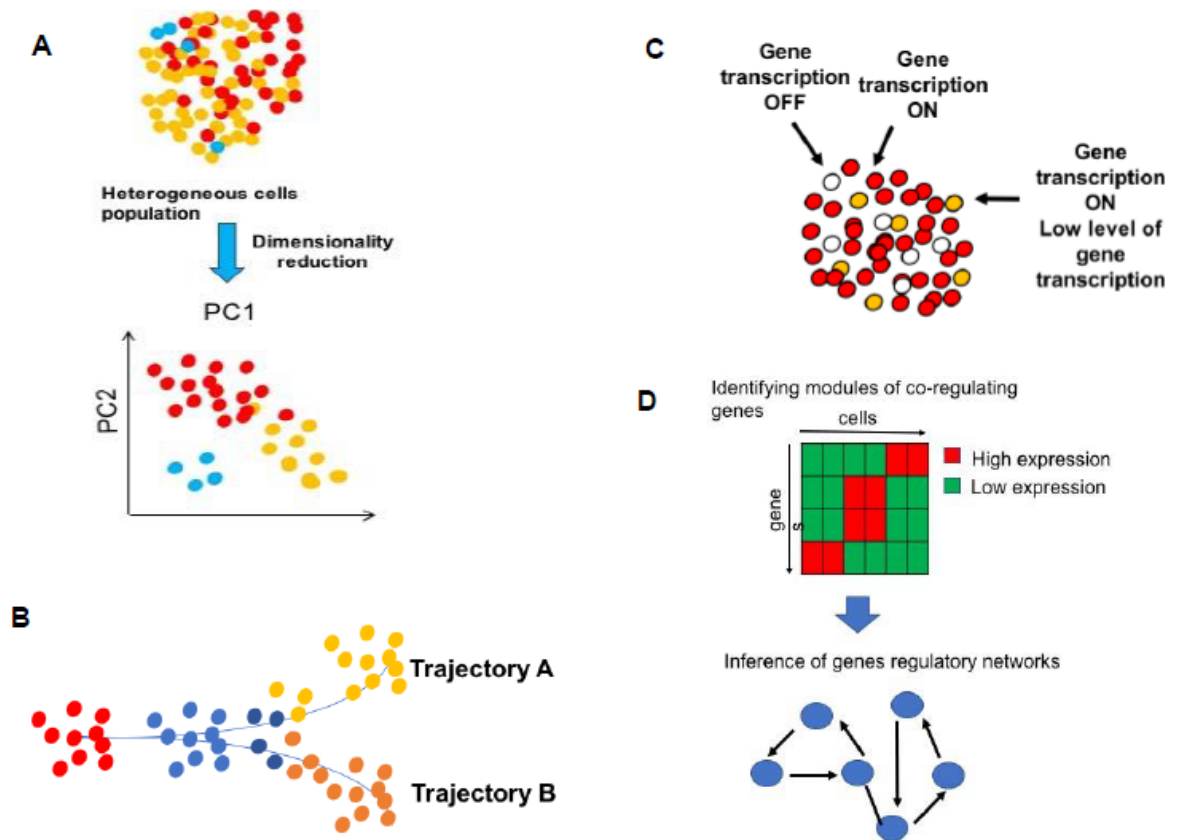 A
Heterogeneous cells
population
Dimensionality
reduction
PC1
PC2
B
Trajectory A
Trajectory B
C
Gene
transcription
OFF
Gene
transcription
ON
Gene
transcription
ON
Low level of
gene
transcription
D
Identifying modules of co-regulating
genes
cells
gene
s
High expression
Low expression
Inference of genes regulatory networks